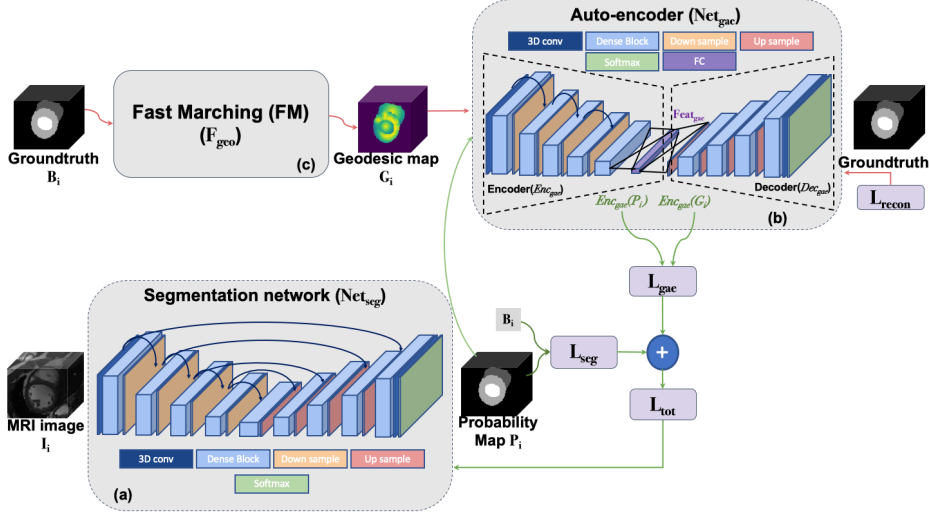 Auto-encoder (Net_gae)
3D conv
Dense Block
Down sample
Up sample
Softmax
FC
Feat_gae
Encoder(Enc_gae)
Decoder(Dec_gae)
(b)
Enc_gae(P_i)
Enc_gae(G_i)
Groundtruth
B_i
Fast Marching (FM)
(F_geo)
(c)
Geodesic map
G_i
Groundtruth
L_recon
L_gae
Segmentation network (Net_seg)
B_i
L_seg
+
L_tot
MRI image
I_i
Probability
Map P_i
3D conv
Dense Block
Down sample
Up sample
Softmax
(a)